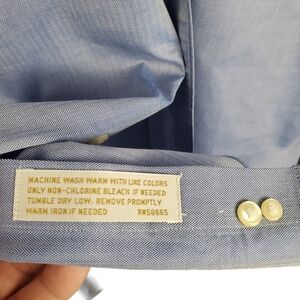 MACHINE WASH WARM WITH LIKE COLORS
ONLY NON-CHLORINE BLEACH IF NEEDED
TUMBLE DRY LOW. REMOVE PROMPTLY
WARM IRON IF NEEDED RN58665